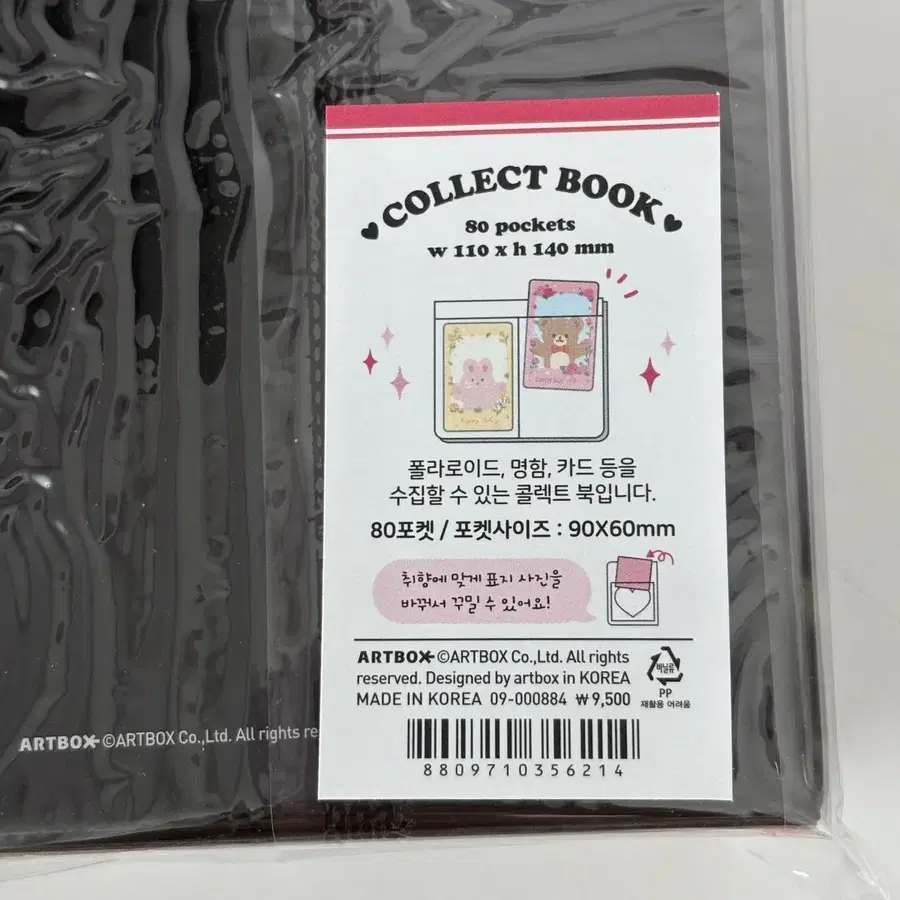 COLLECT BOOK
80 pockets
w 110 x h 140 mm
폴라로이드, 명함, 카드 등을
수집할 수 있는 콜렉트 북입니다.
80포켓 / 포켓사이즈 : 90X60mm
취향에 맞게 표지 사진을
바꿔서 꾸밀 수 있어요!
ARTBOX ©ARTBOX Co.,Ltd. All rights
reserved. Designed by artbox in KOREA
MADE IN KOREA 09-000884 ₩9,500
비닐류
PP
재활용 어려움
8809710356214
ARTBOX ©ARTBOX Co.,Ltd. All rights re